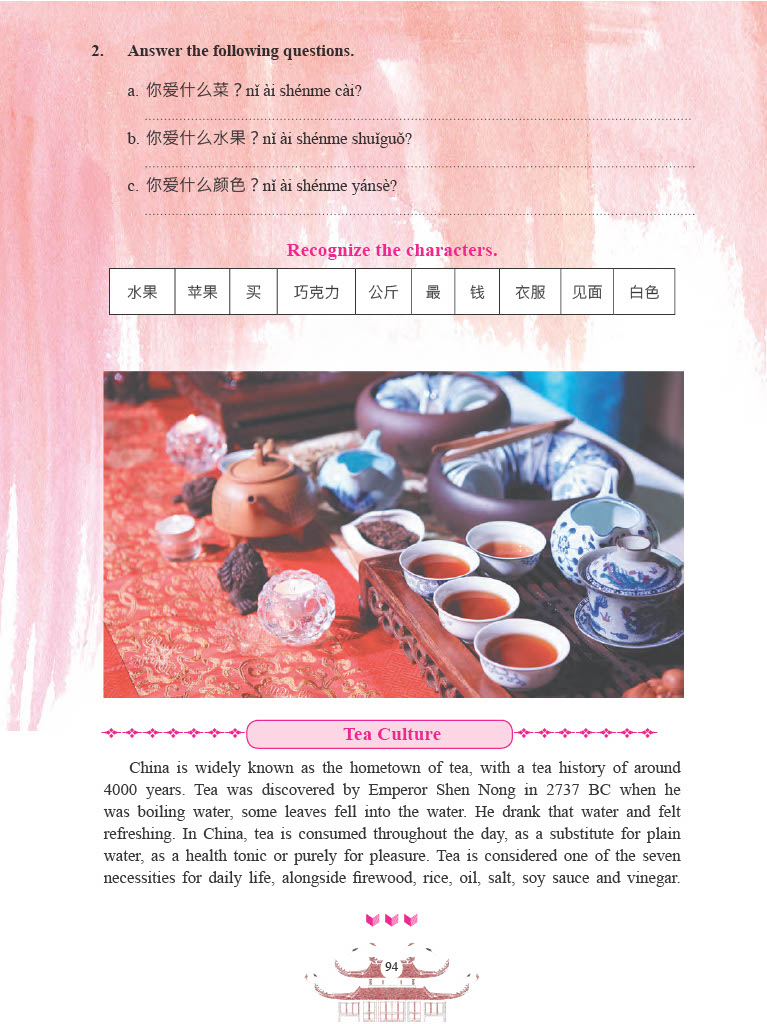 2. Answer the following questions.
a. 你爱什么菜？nǐ ài shénme cài?
b. 你爱什么水果？nǐ ài shénme shuǐguǒ?
c. 你爱什么颜色？nǐ ài shénme yánsè?
Recognize the characters.
水果 苹果 买 巧克力 公斤 最 钱 衣服 见面 白色
Tea Culture
China is widely known as the hometown of tea, with a tea history of around
4000 years. Tea was discovered by Emperor Shen Nong in 2737 BC when he
was boiling water, some leaves fell into the water. He drank that water and felt
refreshing. In China, tea is consumed throughout the day, as a substitute for plain
water, as a health tonic or purely for pleasure. Tea is considered one of the seven
necessities for daily life, alongside firewood, rice, oil, salt, soy sauce and vinegar.
94